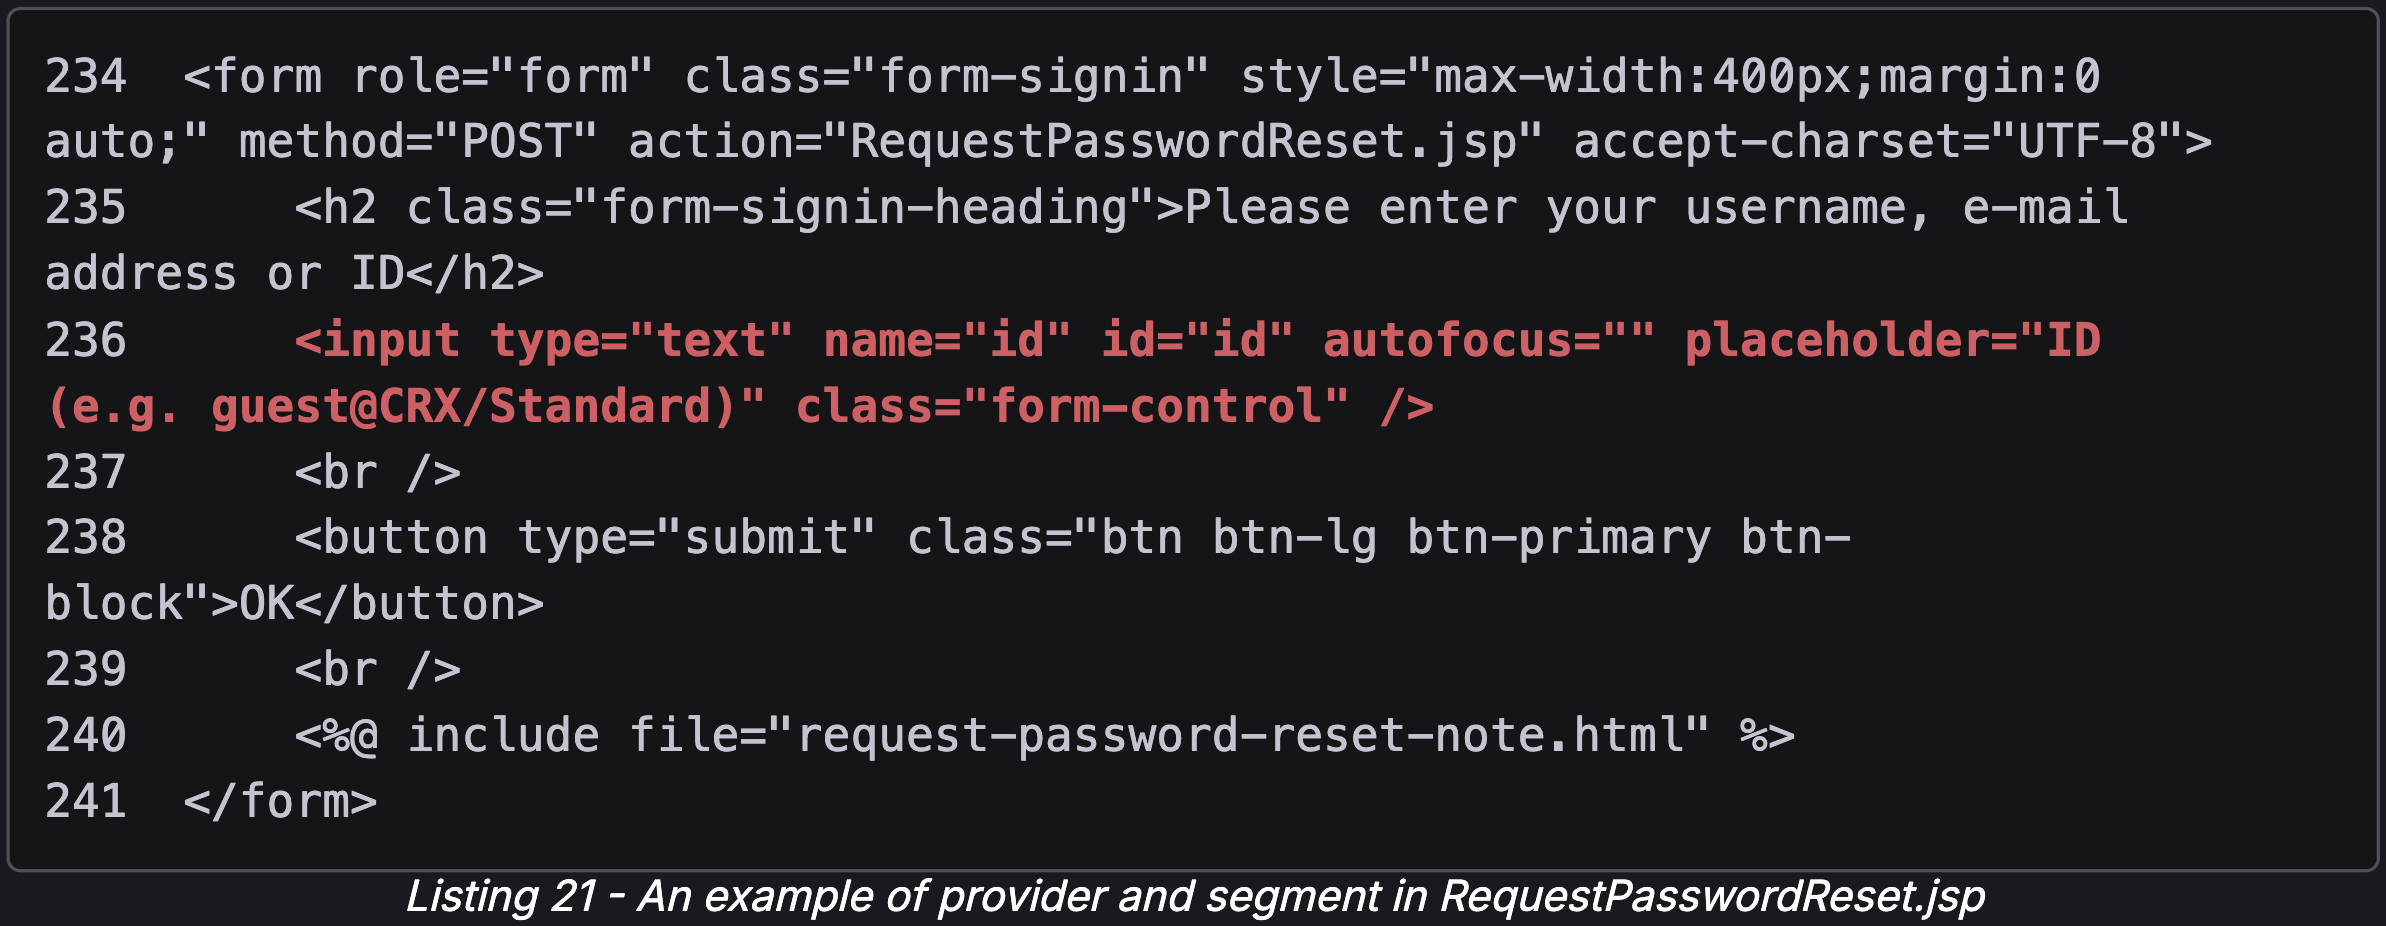 234  <form role="form" class="form-signin" style="max-width:400px;margin:0
auto;" method="POST" action="RequestPasswordReset.jsp" accept-charset="UTF-8">
235      <h2 class="form-signin-heading">Please enter your username, e-mail
address or ID</h2>
236      <input type="text" name="id" id="id" autofocus="" placeholder="ID
(e.g. guest@CRX/Standard)" class="form-control" />
237      <br />
238      <button type="submit" class="btn btn-lg btn-primary btn-
block">OK</button>
239      <br />
240      <%@ include file="request-password-reset-note.html" %>
241  </form>
Listing 21 - An example of provider and segment in RequestPasswordReset.jsp